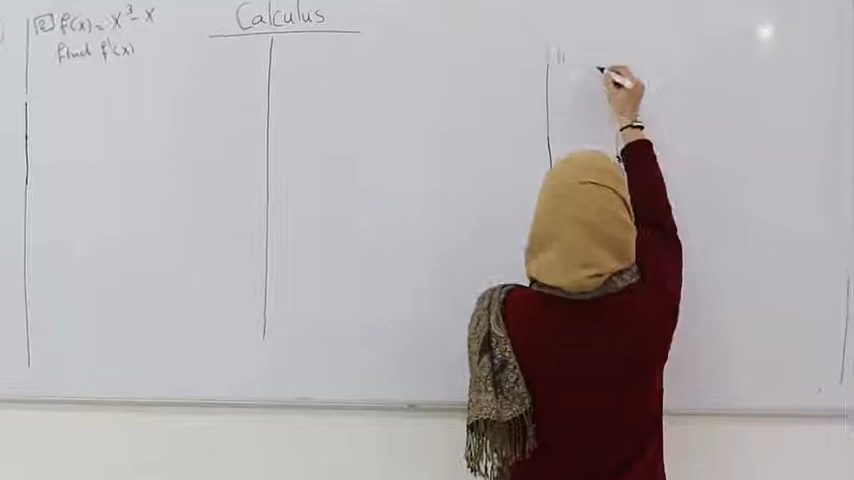 [2] f(x) = x³ - x
find f'(x)
Calculus